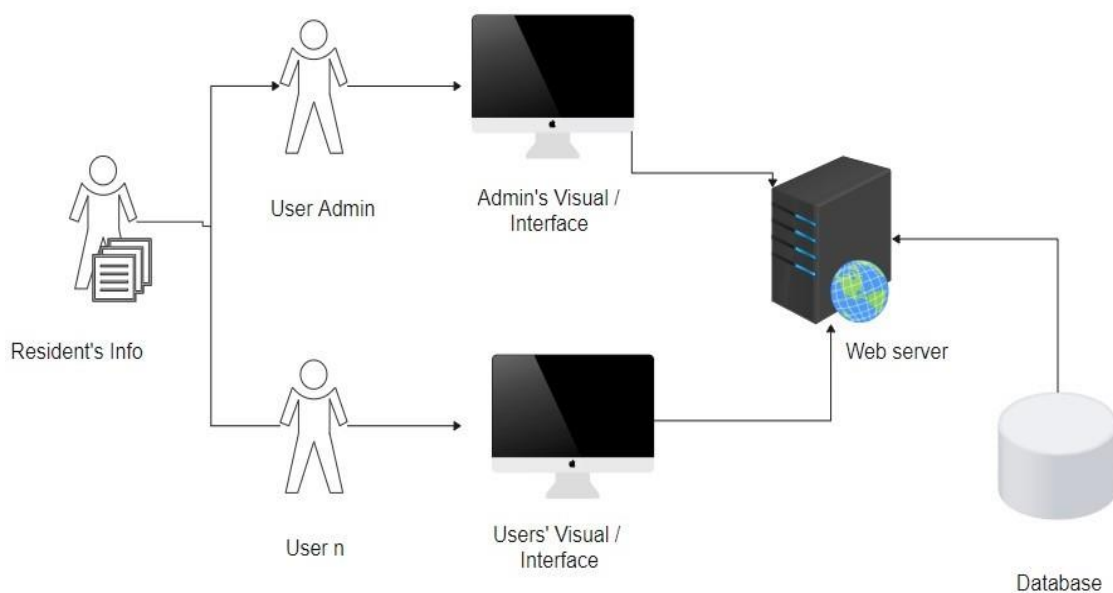 User Admin
Admin's Visual /
Interface
Resident's Info
Web server
User n
Users' Visual /
Interface
Database